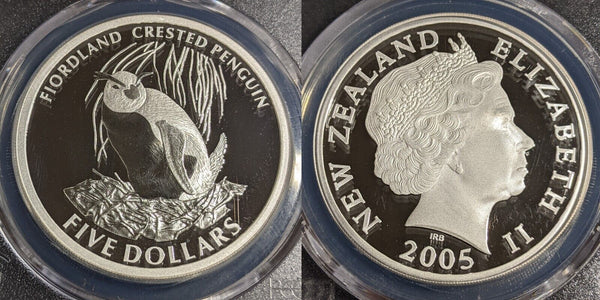 FIORDLAND CRESTED PENGUIN
FIVE DOLLARS
NEW ZEALAND
ELIZABETH II
IRB
2005